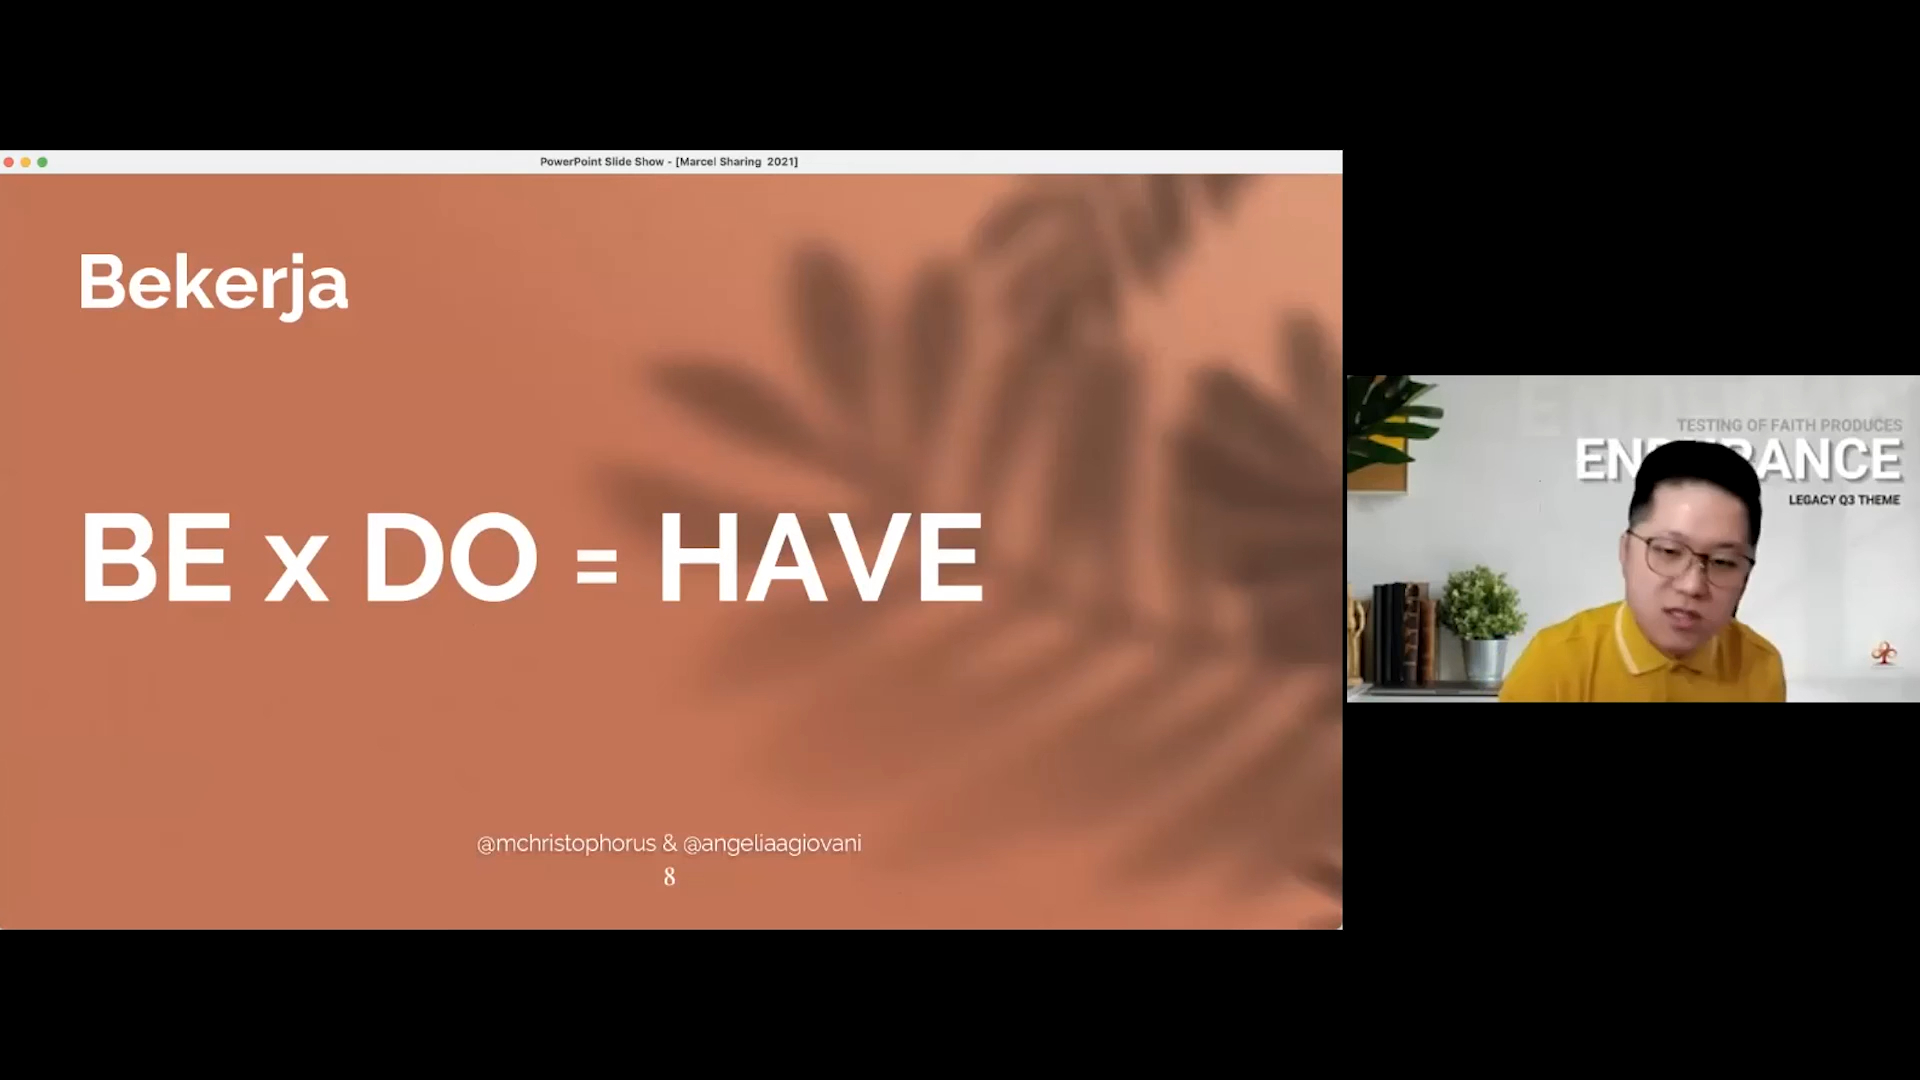 PowerPoint Slide Show - [Marcel Sharing 2021]
Bekerja
BE x DO = HAVE
@mchristophorus & @angeliaagiovani
8
TESTING OF FAITH PRODUCES
LEGACY Q3 THEME